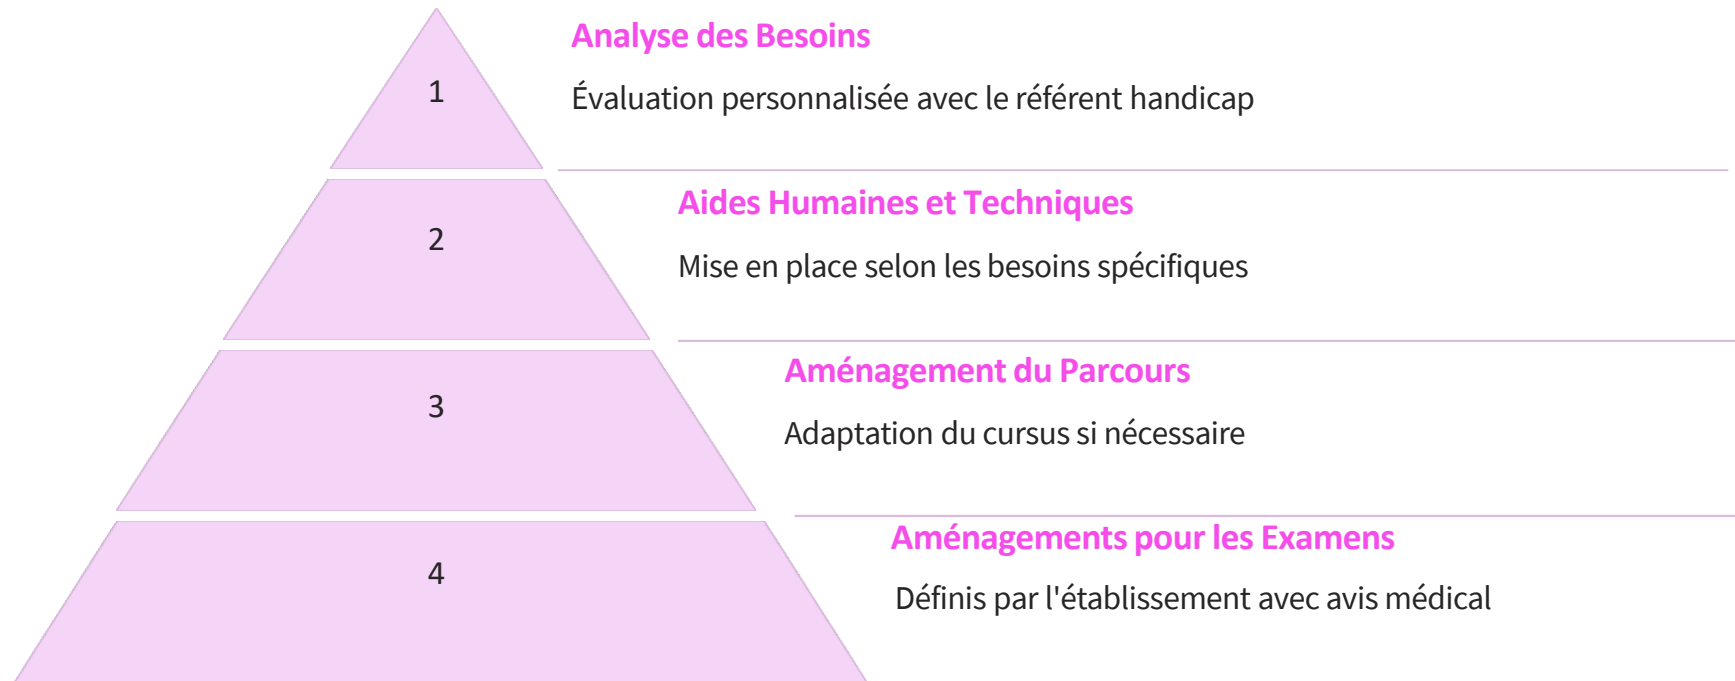 1
Analyse des Besoins
Évaluation personnalisée avec le référent handicap
2
Aides Humaines et Techniques
Mise en place selon les besoins spécifiques
3
Aménagement du Parcours
Adaptation du cursus si nécessaire
4
Aménagements pour les Examens
Définis par l'établissement avec avis médical